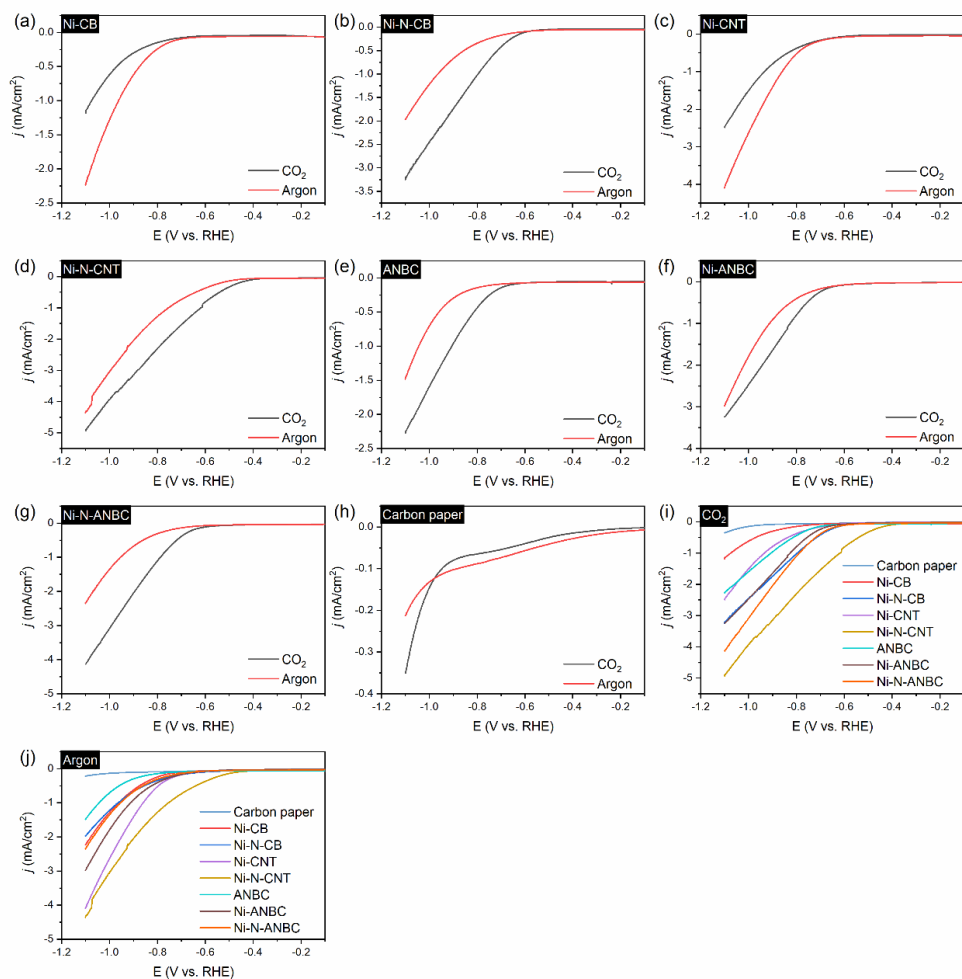 (a) Ni-CB
0.0
-0.5
-1.0
-1.5
-2.0
-2.5
j (mA/cm²)
CO₂
Argon
-1.2 -1.0 -0.8 -0.6 -0.4 -0.2
E (V vs. RHE)
(b) Ni-N-CB
0.0
-0.5
-1.0
-1.5
-2.0
-2.5
-3.0
-3.5
j (mA/cm²)
CO₂
Argon
-1.2 -1.0 -0.8 -0.6 -0.4 -0.2
E (V vs. RHE)
(c) Ni-CNT
0
-1
-2
-3
-4
j (mA/cm²)
CO₂
Argon
-1.2 -1.0 -0.8 -0.6 -0.4 -0.2
E (V vs. RHE)
(d) Ni-N-CNT
0
-1
-2
-3
-4
-5
j (mA/cm²)
CO₂
Argon
-1.2 -1.0 -0.8 -0.6 -0.4 -0.2
E (V vs. RHE)
(e) ANBC
0.0
-0.5
-1.0
-1.5
-2.0
-2.5
j (mA/cm²)
CO₂
Argon
-1.2 -1.0 -0.8 -0.6 -0.4 -0.2
E (V vs. RHE)
(f) Ni-ANBC
0
-1
-2
-3
-4
j (mA/cm²)
CO₂
Argon
-1.2 -1.0 -0.8 -0.6 -0.4 -0.2
E (V vs. RHE)
(g) Ni-N-ANBC
0
-1
-2
-3
-4
-5
j (mA/cm²)
CO₂
Argon
-1.2 -1.0 -0.8 -0.6 -0.4 -0.2
E (V vs. RHE)
(h) Carbon paper
0.0
-0.1
-0.2
-0.3
-0.4
j (mA/cm²)
CO₂
Argon
-1.2 -1.0 -0.8 -0.6 -0.4 -0.2
E (V vs. RHE)
(i) CO₂
0
-1
-2
-3
-4
-5
j (mA/cm²)
Carbon paper
Ni-CB
Ni-N-CB
Ni-CNT
Ni-N-CNT
ANBC
Ni-ANBC
Ni-N-ANBC
-1.2 -1.0 -0.8 -0.6 -0.4 -0.2
E (V vs. RHE)
(j) Argon
0
-1
-2
-3
-4
-5
j (mA/cm²)
Carbon paper
Ni-CB
Ni-N-CB
Ni-CNT
Ni-N-CNT
ANBC
Ni-ANBC
Ni-N-ANBC
-1.2 -1.0 -0.8 -0.6 -0.4 -0.2
E (V vs. RHE)